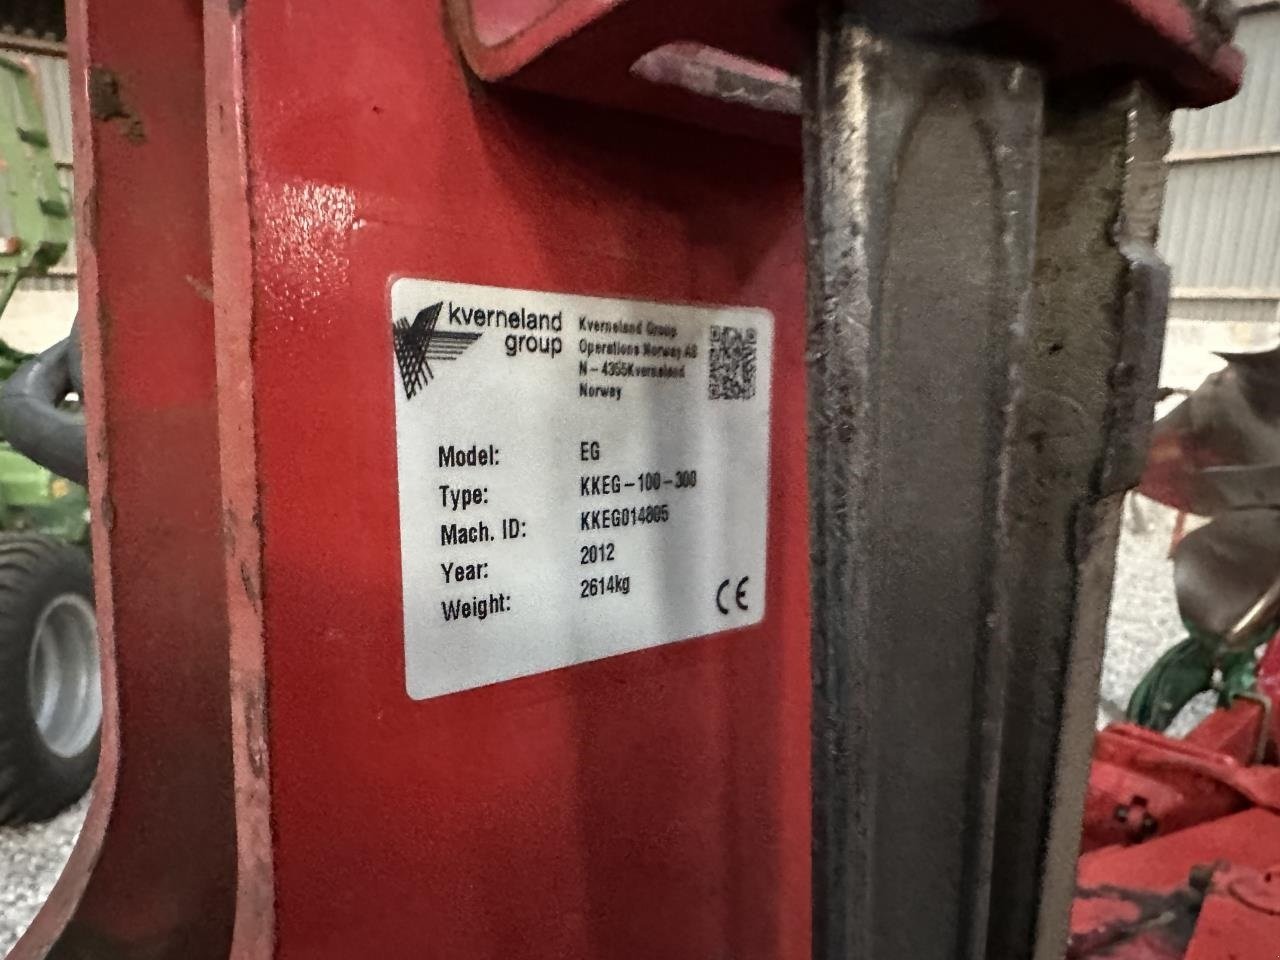 kverneland
group
Kverneland Group
Operations Norway AS
N-4355Kverneland
Norway
Model: EG
Type: KKEG-100-300
Mach. ID: KKEG014805
Year: 2012
Weight: 2614kg
CE